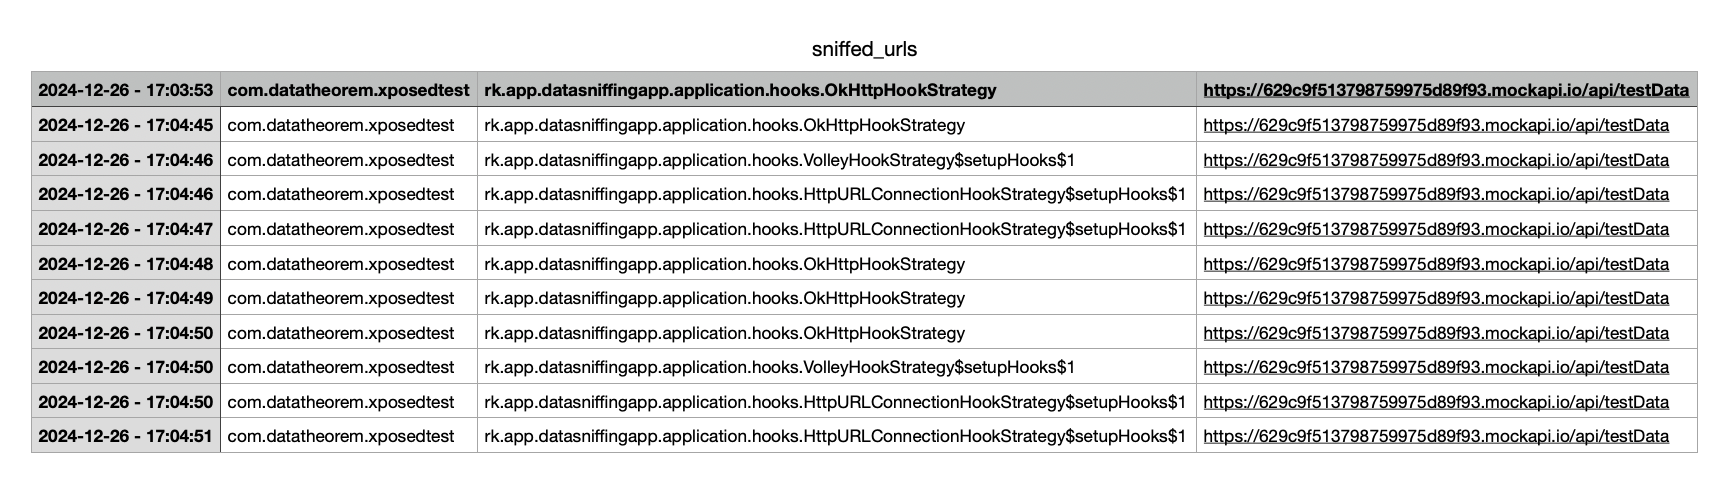 sniffed_urls
2024-12-26 - 17:03:53 com.datatheorem.xposedtest rk.app.datasniffingapp.application.hooks.OkHttpHookStrategy https://629c9f513798759975d89f93.mockapi.io/api/testData
2024-12-26 - 17:04:45 com.datatheorem.xposedtest rk.app.datasniffingapp.application.hooks.OkHttpHookStrategy https://629c9f513798759975d89f93.mockapi.io/api/testData
2024-12-26 - 17:04:46 com.datatheorem.xposedtest rk.app.datasniffingapp.application.hooks.VolleyHookStrategy$setupHooks$1 https://629c9f513798759975d89f93.mockapi.io/api/testData
2024-12-26 - 17:04:46 com.datatheorem.xposedtest rk.app.datasniffingapp.application.hooks.HttpURLConnectionHookStrategy$setupHooks$1 https://629c9f513798759975d89f93.mockapi.io/api/testData
2024-12-26 - 17:04:47 com.datatheorem.xposedtest rk.app.datasniffingapp.application.hooks.HttpURLConnectionHookStrategy$setupHooks$1 https://629c9f513798759975d89f93.mockapi.io/api/testData
2024-12-26 - 17:04:48 com.datatheorem.xposedtest rk.app.datasniffingapp.application.hooks.OkHttpHookStrategy https://629c9f513798759975d89f93.mockapi.io/api/testData
2024-12-26 - 17:04:49 com.datatheorem.xposedtest rk.app.datasniffingapp.application.hooks.OkHttpHookStrategy https://629c9f513798759975d89f93.mockapi.io/api/testData
2024-12-26 - 17:04:50 com.datatheorem.xposedtest rk.app.datasniffingapp.application.hooks.OkHttpHookStrategy https://629c9f513798759975d89f93.mockapi.io/api/testData
2024-12-26 - 17:04:50 com.datatheorem.xposedtest rk.app.datasniffingapp.application.hooks.VolleyHookStrategy$setupHooks$1 https://629c9f513798759975d89f93.mockapi.io/api/testData
2024-12-26 - 17:04:50 com.datatheorem.xposedtest rk.app.datasniffingapp.application.hooks.HttpURLConnectionHookStrategy$setupHooks$1 https://629c9f513798759975d89f93.mockapi.io/api/testData
2024-12-26 - 17:04:51 com.datatheorem.xposedtest rk.app.datasniffingapp.application.hooks.HttpURLConnectionHookStrategy$setupHooks$1 https://629c9f513798759975d89f93.mockapi.io/api/testData